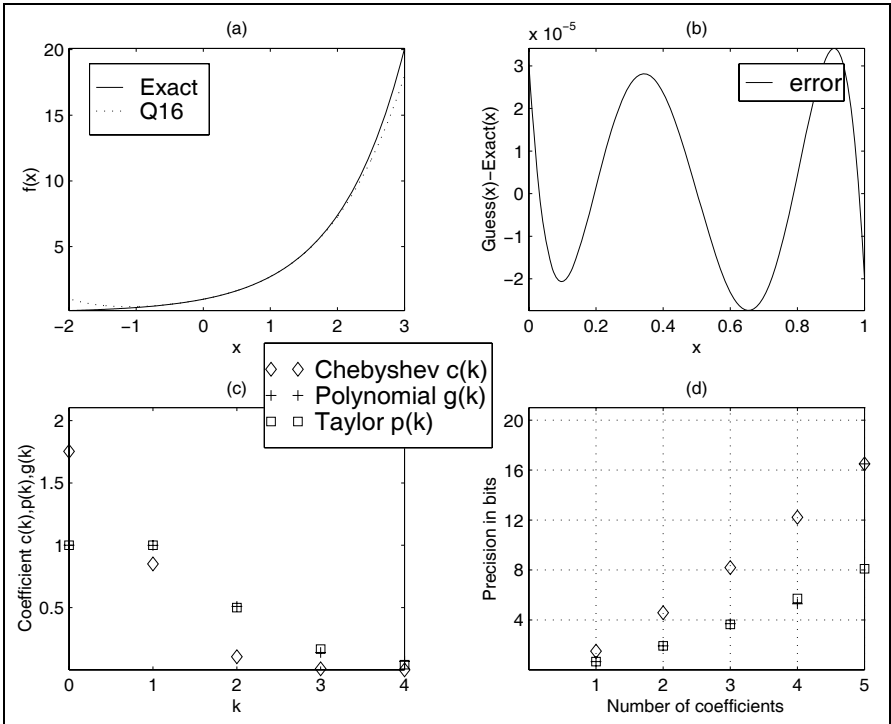 (a)
20
15
10
5
f(x)
Exact
Q16
−2 −1 0 1 2 3
x
(b)
x 10⁻⁵
3
2
1
0
−1
−2
Guess(x)−Exact(x)
error
0 0.2 0.4 0.6 0.8 1
x
Chebyshev c(k)
Polynomial g(k)
Taylor p(k)
(c)
2
1.5
1
0.5
Coefficient c(k),p(k),g(k)
0 1 2 3 4
k
(d)
20
16
12
8
4
Precision in bits
1 2 3 4 5
Number of coefficients